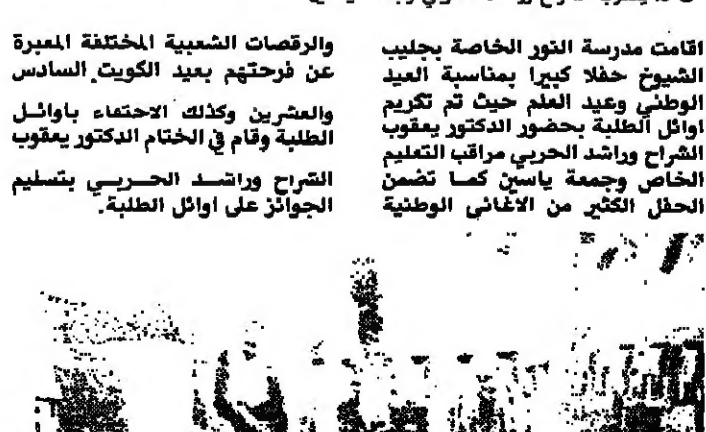 اقامت مدرسة النور الخاصة بجليب
الشيوخ حفلا كبيرا بمناسبة العيد
الوطني وعيد العلم حيث تم تكريم
اوائل الطلبة بحضور الدكتور يعقوب
الشراح وراشد الحربي مراقب التعليم
الخاص وجمعة ياسين كما تضمن
الحفل الكثير من الاغاني الوطنية
والرقصات الشعبية المختلفة المعبرة
عن فرحتهم بعيد الكويت السادس
والعشرين وكذلك الاحتفاء باوائل
الطلبة وقام في الختام الدكتور يعقوب
الشراح وراشد الحربي بتسليم
الجوائز على اوائل الطلبة.